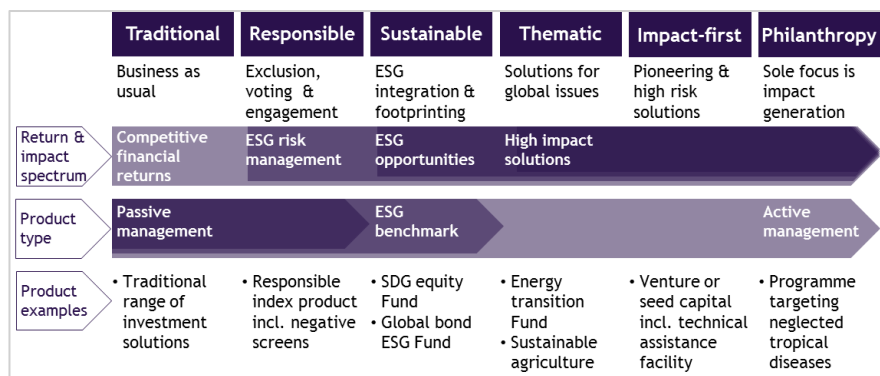 Traditional
Responsible
Sustainable
Thematic
Impact-first
Philanthropy
Business as
usual
Exclusion,
voting &
engagement
ESG
integration &
footprinting
Solutions for
global issues
Pioneering &
high risk
solutions
Sole focus is
impact
generation
Return &
impact
spectrum
Competitive
financial
returns
ESG risk
management
ESG
opportunities
High impact
solutions
Product
type
Passive
management
ESG
benchmark
Active
management
Product
examples
• Traditional
range of
investment
solutions
• Responsible
index product
incl. negative
screens
• SDG equity
Fund
• Global bond
ESG Fund
• Energy
transition
Fund
• Sustainable
agriculture
• Venture or
seed capital
incl. technical
assistance
facility
• Programme
targeting
neglected
tropical
diseases